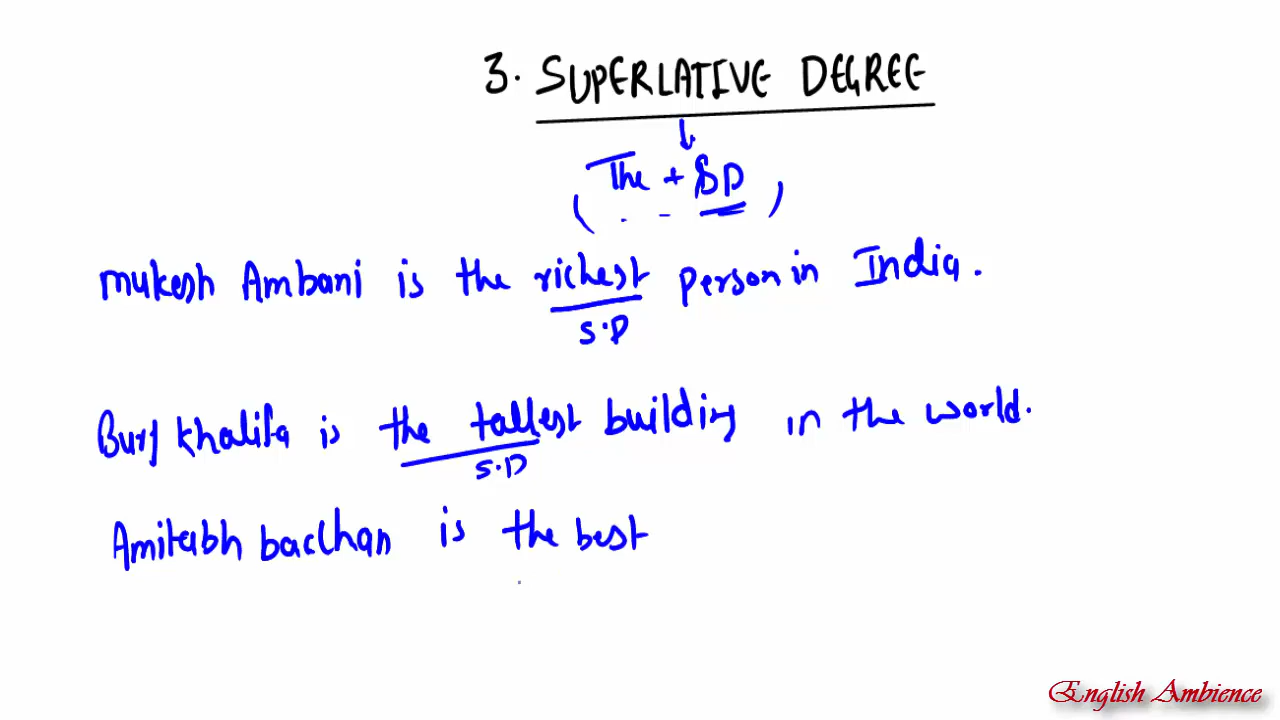 3. SUPERLATIVE DEGREE
(The + SD)
Mukesh Ambani is the richest person in India.
S.D
Burj khalifa is the tallest building in the world.
S.D
Amitabh bacchan is the best
English Ambience